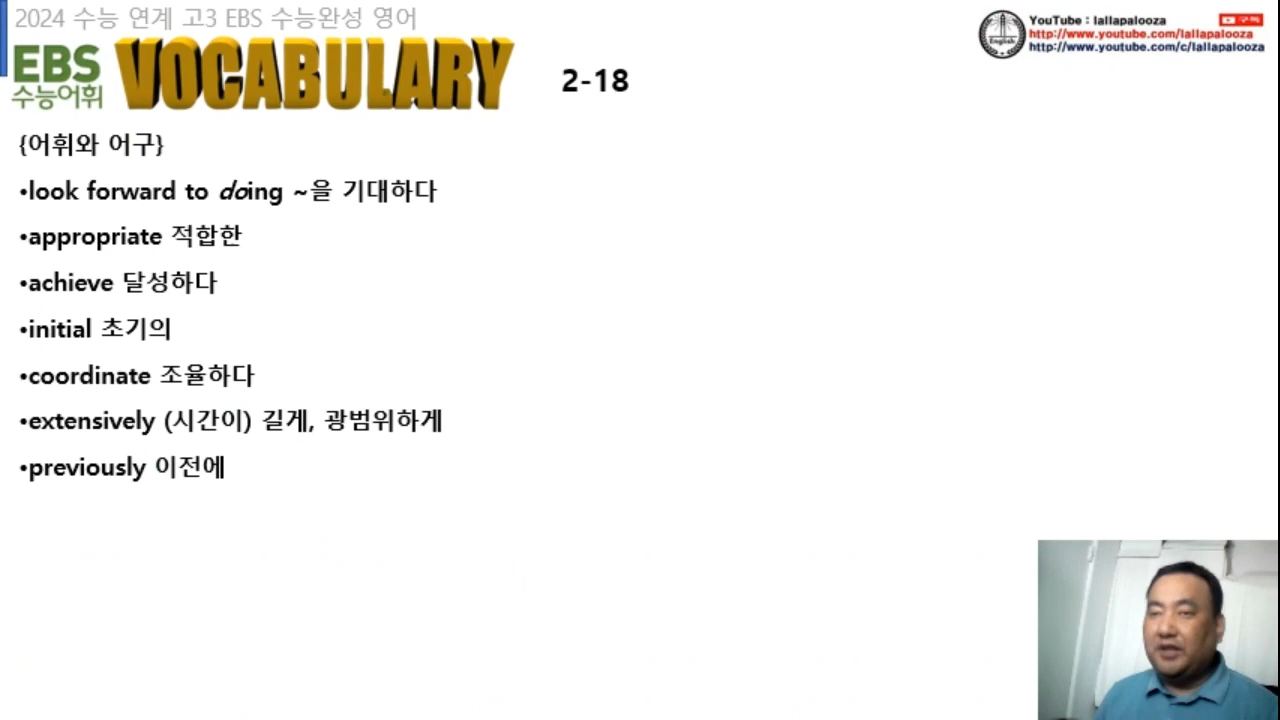 2024 수능 연계 고3 EBS 수능완성 영어
EBS
수능어휘
VOCABULARY
2-18
English
YouTube : lallapalooza
구독
http://www.youtube.com/lallapalooza
http://www.youtube.com/c/lallapalooza
{어휘와 어구}
•look forward to doing ~을 기대하다
•appropriate 적합한
•achieve 달성하다
•initial 초기의
•coordinate 조율하다
•extensively (시간이) 길게, 광범위하게
•previously 이전에